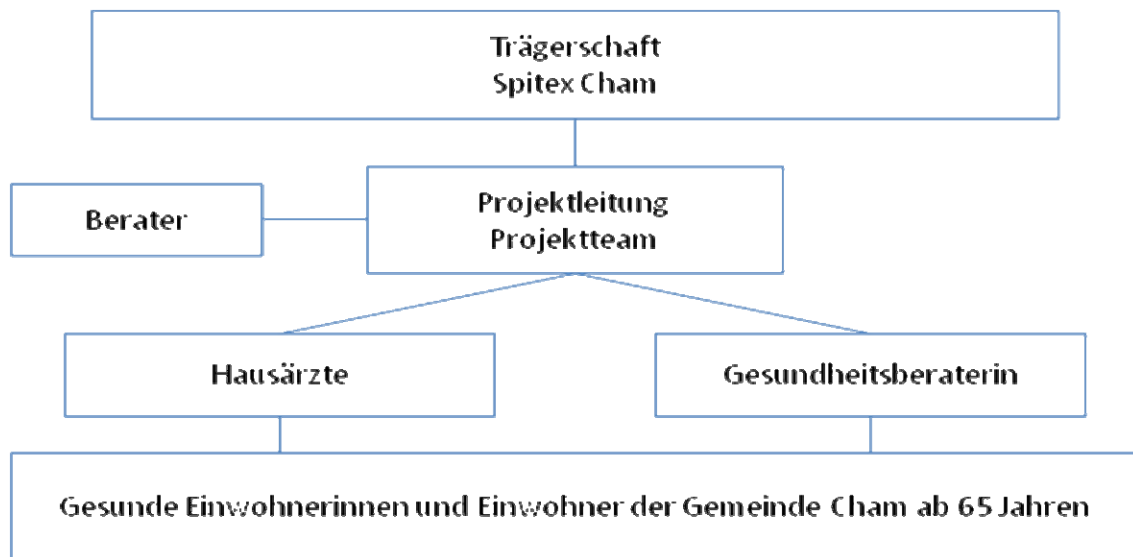 Trägerschaft
Spitex Cham
Berater
Projektleitung
Projektteam
Hausärzte
Gesundheitsberaterin
Gesunde Einwohnerinnen und Einwohner der Gemeinde Cham ab 65 Jahren